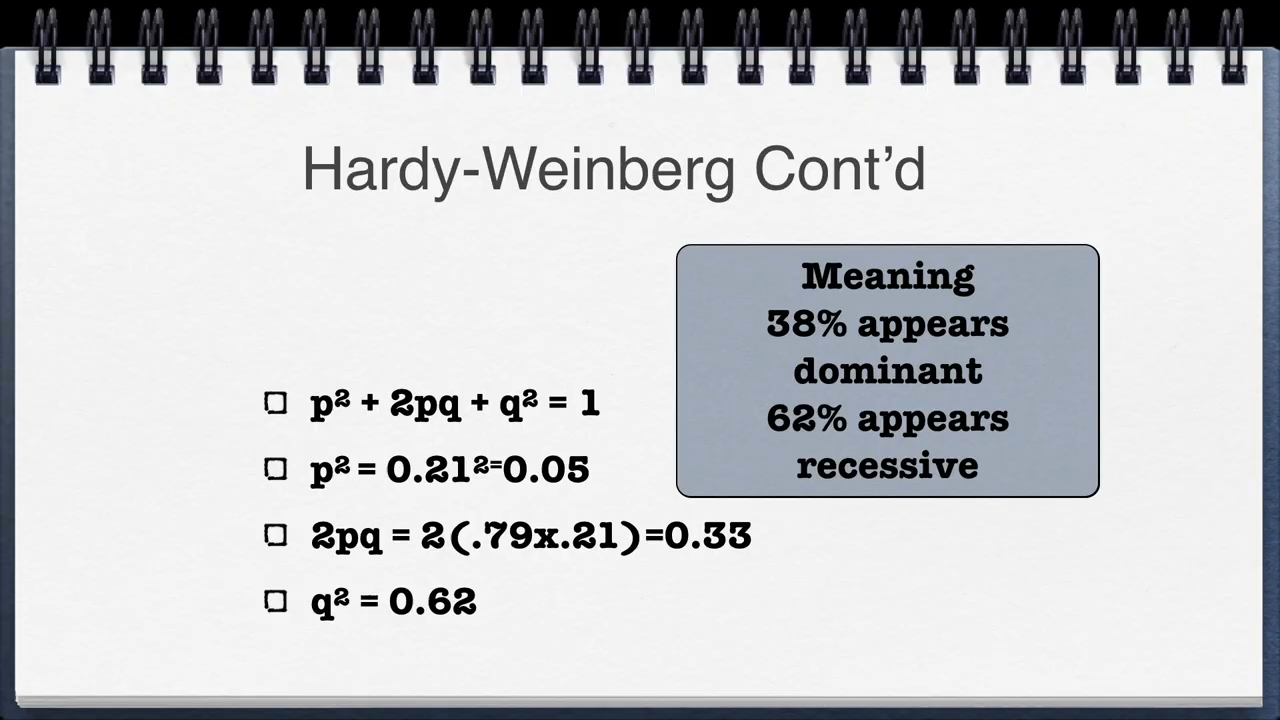 Hardy-Weinberg Cont’d
Meaning
38% appears
dominant
62% appears
recessive
p² + 2pq + q² = 1
p² = 0.21²⁼0.05
2pq = 2(.79x.21)=0.33
q² = 0.62